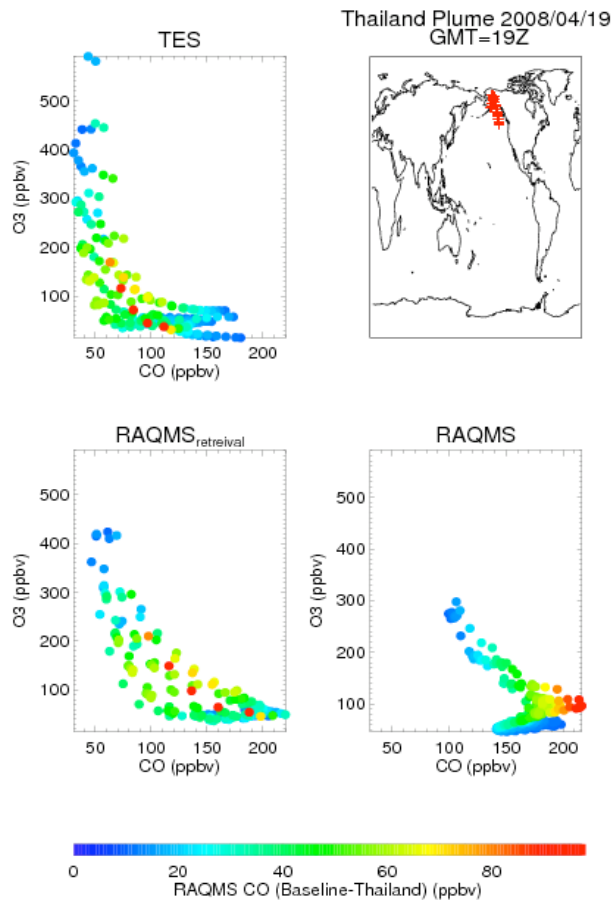 TES
Thailand Plume 2008/04/19
GMT=19Z
500
400
300
200
100
O3 (ppbv)
50 100 150 200
CO (ppbv)
RAQMSretreival
RAQMS
500
400
300
200
100
O3 (ppbv)
50 100 150 200
CO (ppbv)
500
400
300
200
100
O3 (ppbv)
50 100 150 200
CO (ppbv)
0 20 40 60 80
RAQMS CO (Baseline-Thailand) (ppbv)